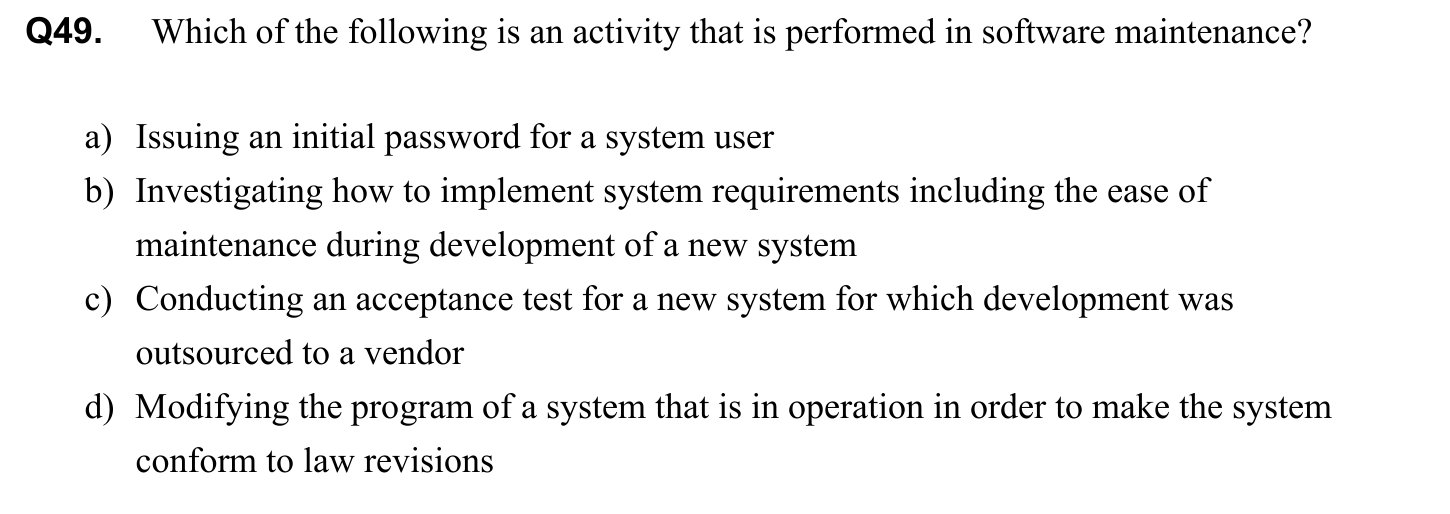 Q49. Which of the following is an activity that is performed in software maintenance?
a) Issuing an initial password for a system user
b) Investigating how to implement system requirements including the ease of
maintenance during development of a new system
c) Conducting an acceptance test for a new system for which development was
outsourced to a vendor
d) Modifying the program of a system that is in operation in order to make the system
conform to law revisions